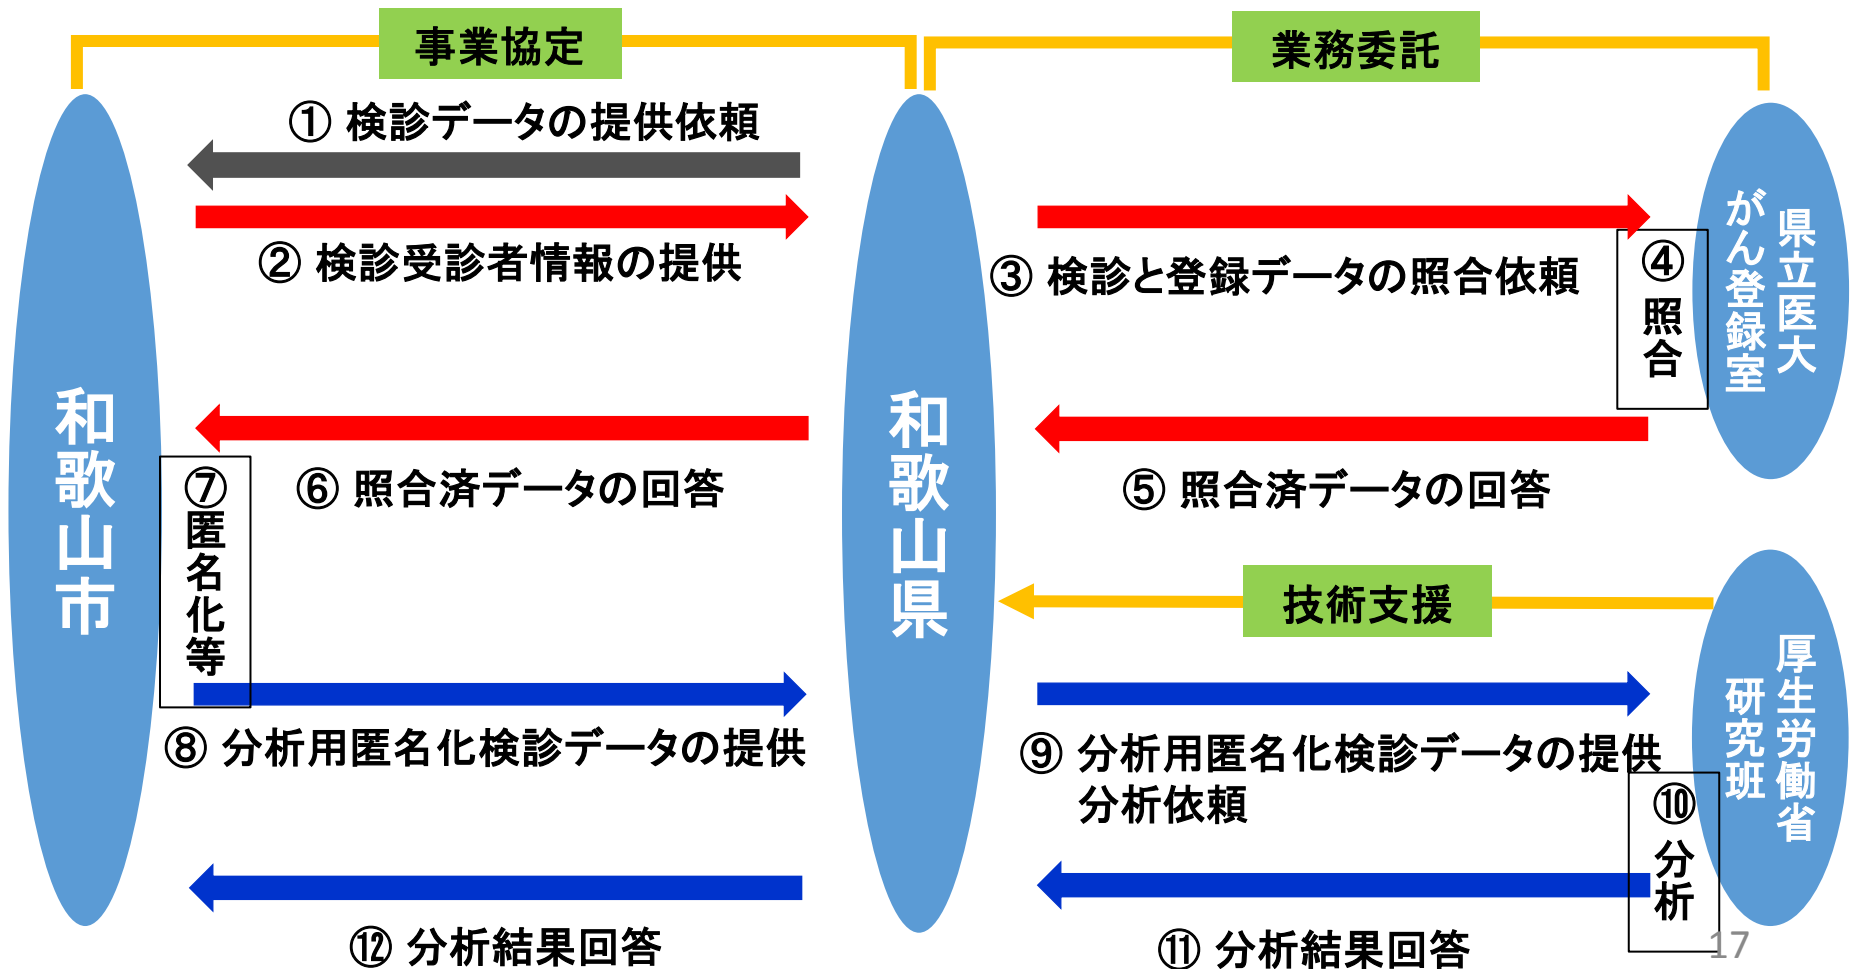 事業協定
業務委託
① 検診データの提供依頼
② 検診受診者情報の提供
③ 検診と登録データの照合依頼
④照合
県立医大
がん登録室
和歌山市
和歌山県
⑥ 照合済データの回答
⑤ 照合済データの回答
⑦匿名化等
技術支援
厚生労働省
研究班
⑧ 分析用匿名化検診データの提供
⑨ 分析用匿名化検診データの提供
分析依頼
⑩分析
⑫ 分析結果回答
⑪ 分析結果回答
17